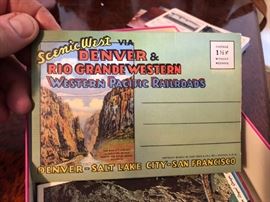 Scenic West VIA
DENVER &
RIO GRANDE WESTERN
WESTERN PACIFIC RAILROADS
POSTAGE
1½¢
WITHOUT
MESSAGE
DENVER-SALT LAKE CITY-SAN FRANCISCO